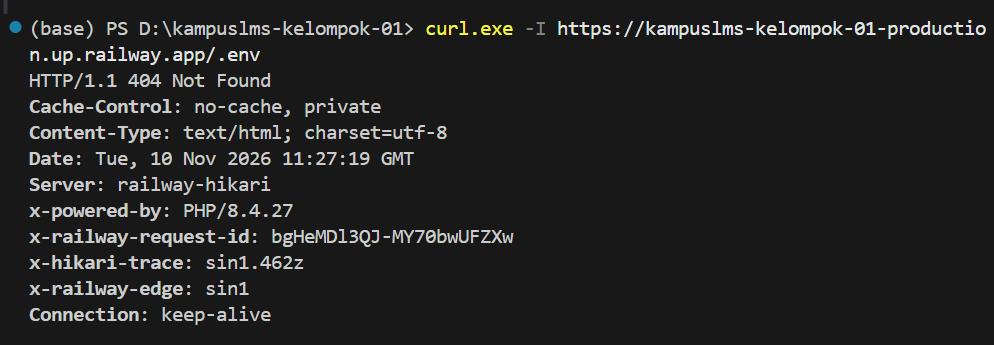 (base) PS D:\kampuslms-kelompok-01> curl.exe -I https://kampuslms-kelompok-01-productio
n.up.railway.app/.env
HTTP/1.1 404 Not Found
Cache-Control: no-cache, private
Content-Type: text/html; charset=utf-8
Date: Tue, 10 Nov 2026 11:27:19 GMT
Server: railway-hikari
x-powered-by: PHP/8.4.27
x-railway-request-id: bgHeMDl3QJ-MY70bwUFZXw
x-hikari-trace: sin1.462z
x-railway-edge: sin1
Connection: keep-alive